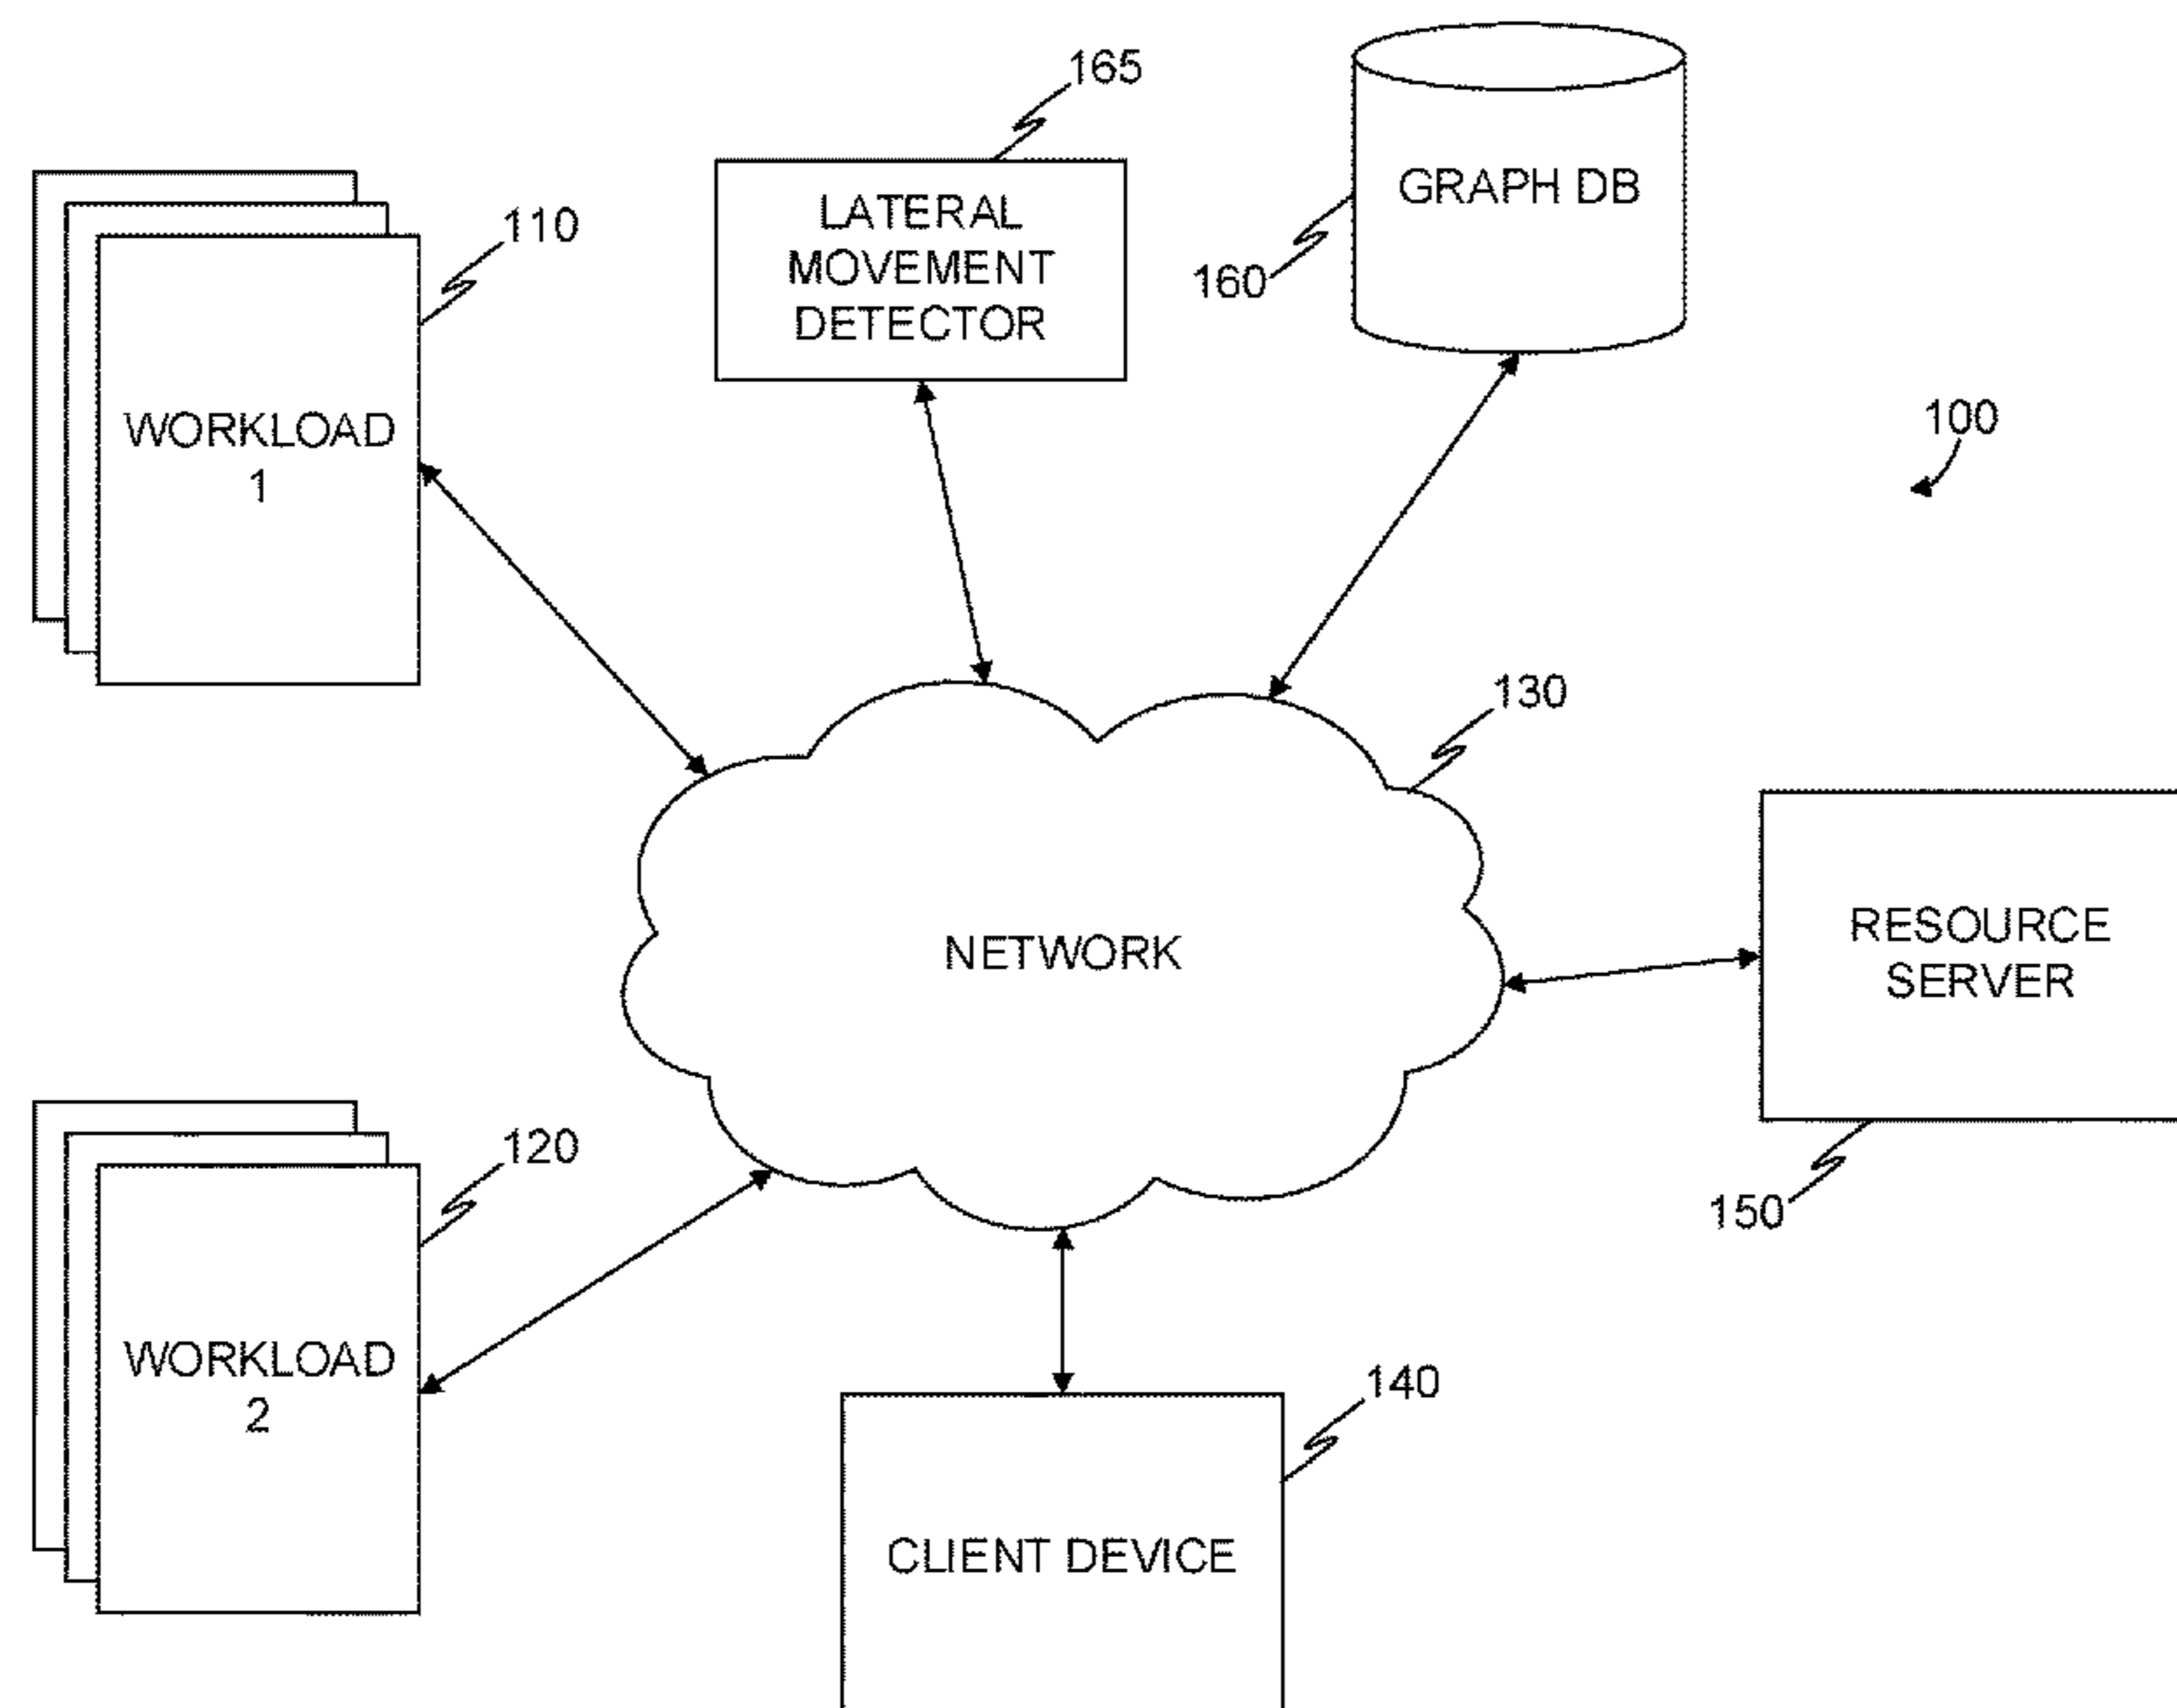 165
LATERAL
MOVEMENT
DETECTOR
GRAPH DB
160
110
WORKLOAD
1
100
130
NETWORK
RESOURCE
SERVER
150
120
WORKLOAD
2
140
CLIENT DEVICE